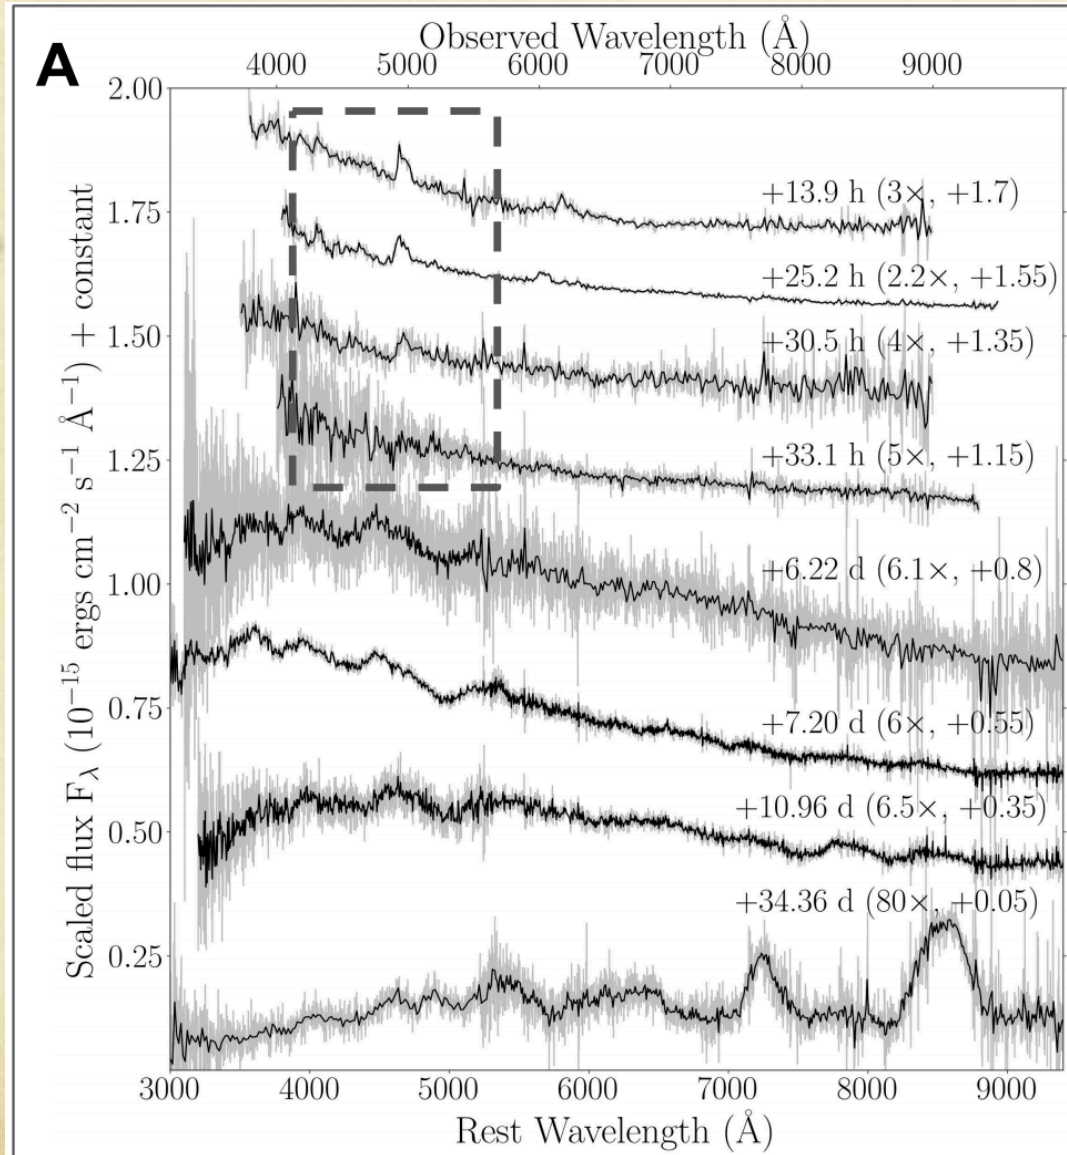 A
Observed Wavelength (Å)
4000 5000 6000 7000 8000 9000
Scaled flux F_λ (10⁻¹⁵ ergs cm⁻² s⁻¹ Å⁻¹) + constant
2.00
1.75
1.50
1.25
1.00
0.75
0.50
0.25
+13.9 h (3×, +1.7)
+25.2 h (2.2×, +1.55)
+30.5 h (4×, +1.35)
+33.1 h (5×, +1.15)
+6.22 d (6.1×, +0.8)
+7.20 d (6×, +0.55)
+10.96 d (6.5×, +0.35)
+34.36 d (80×, +0.05)
3000 4000 5000 6000 7000 8000 9000
Rest Wavelength (Å)